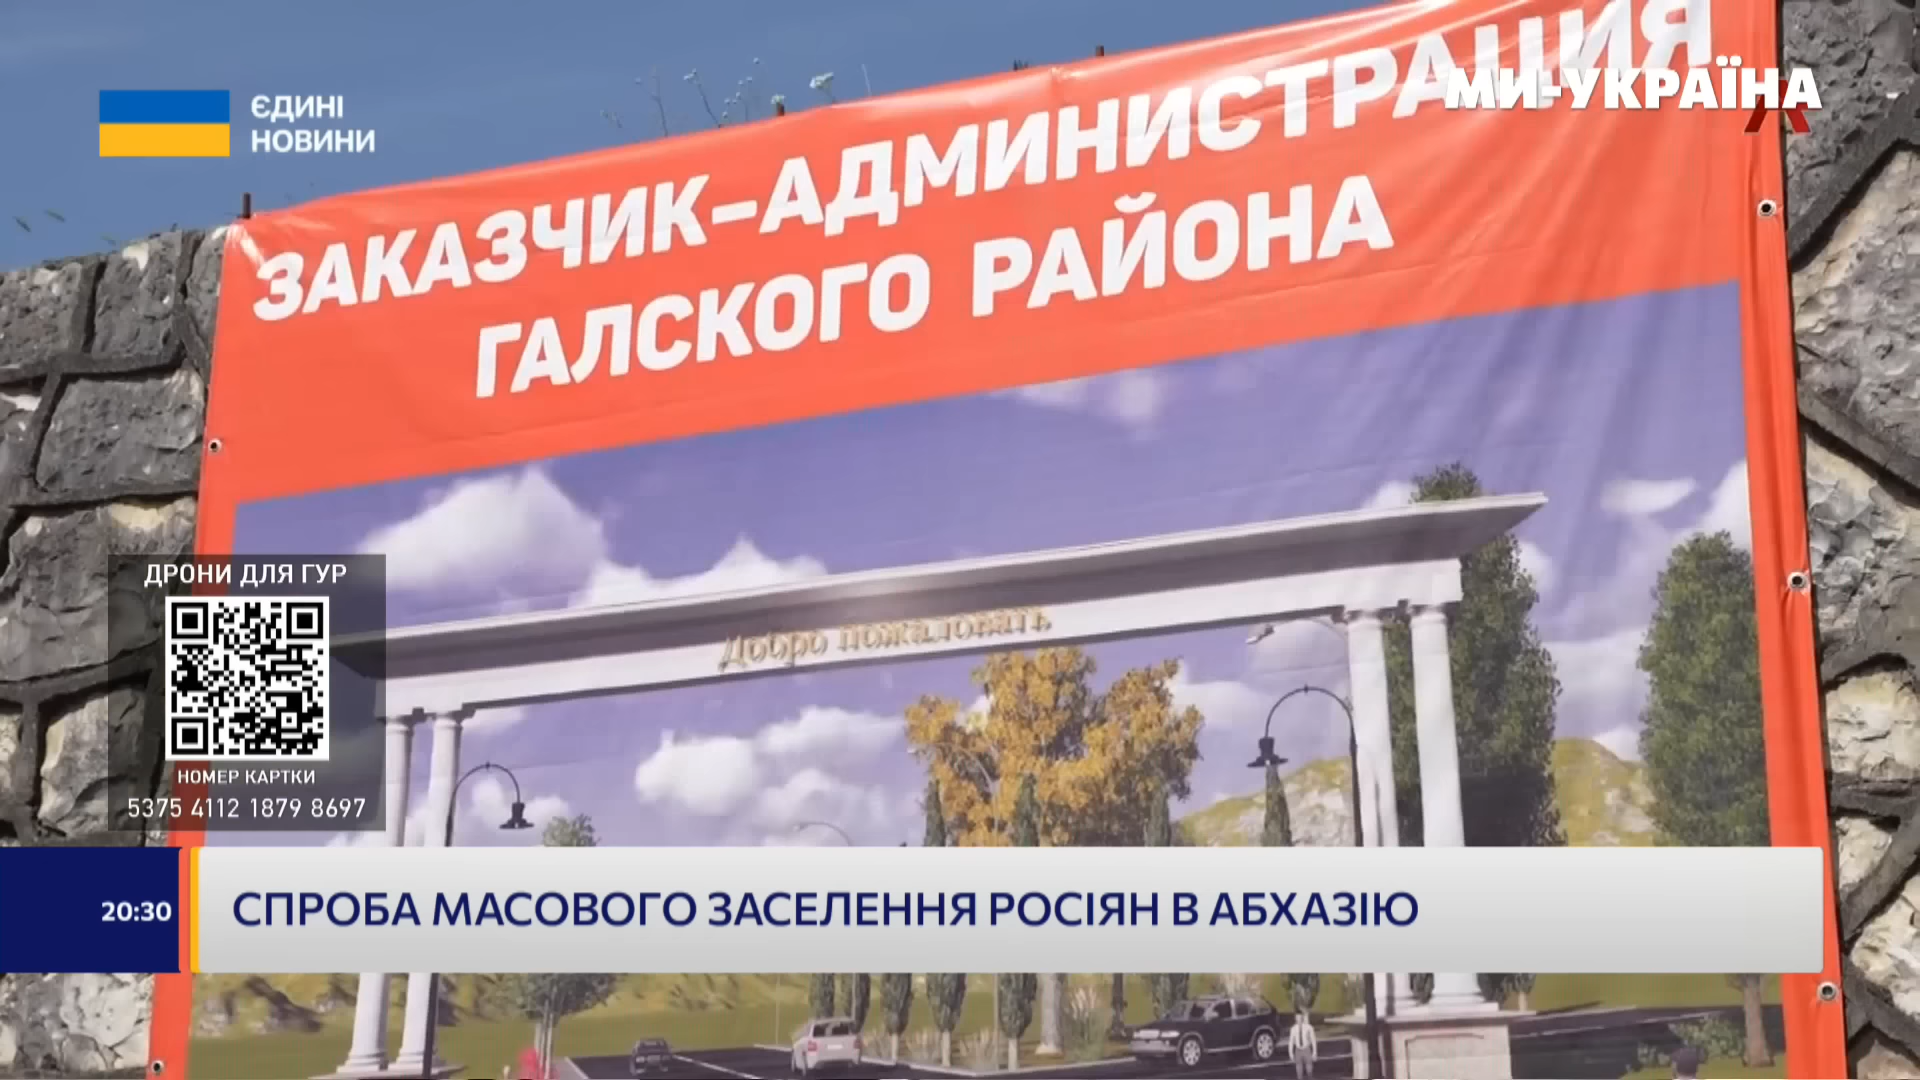 ЄДИНІ
НОВИНИ
МИ-УКРАЇНА
ЗАКАЗЧИК-АДМИНИСТРАЦИЯ
ГАЛСКОГО РАЙОНА
Добро пожаловать
ДРОНИ ДЛЯ ГУР
НОМЕР КАРТКИ
5375 4112 1879 8697
20:30
СПРОБА МАСОВОГО ЗАСЕЛЕННЯ РОСІЯН В АБХАЗІЮ